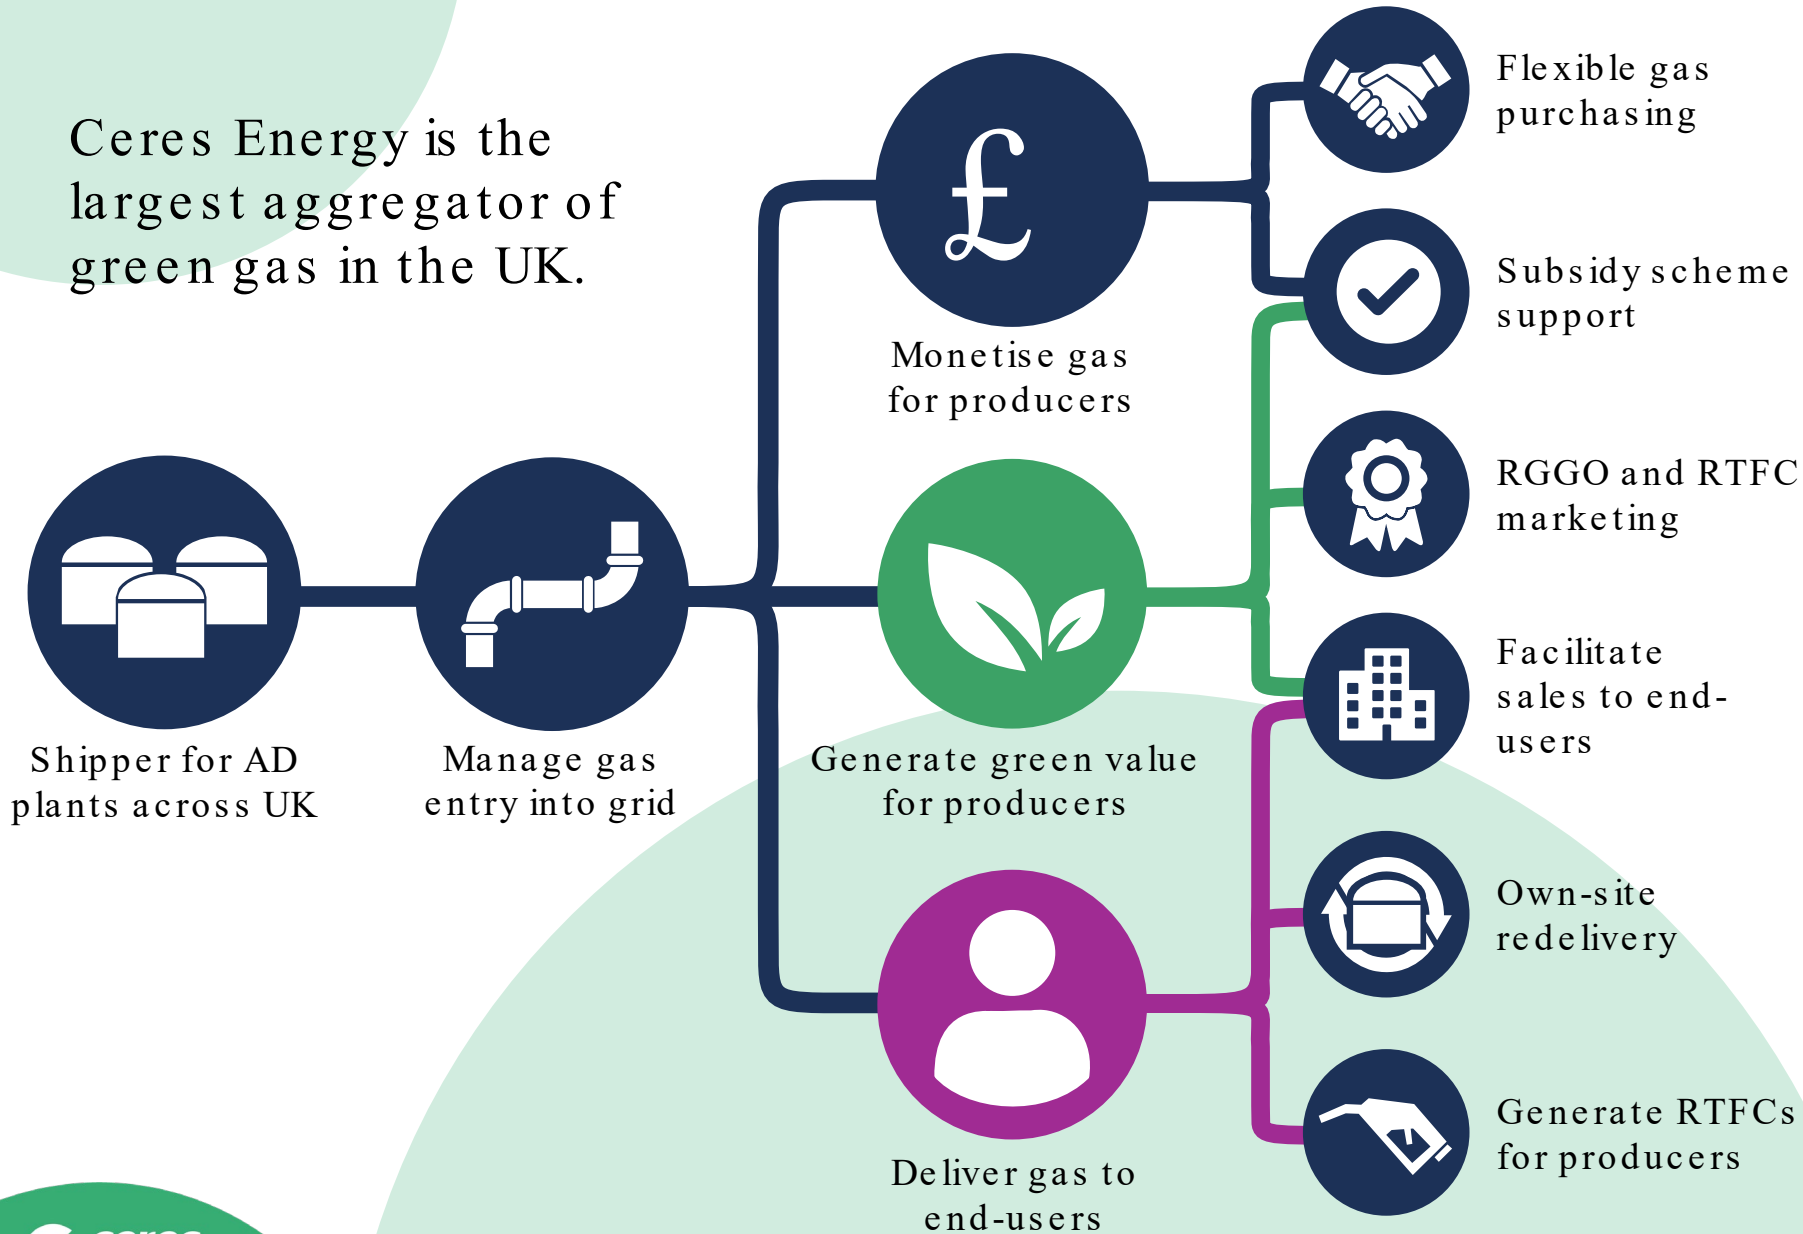 Ceres Energy is the
largest aggregator of
green gas in the UK.
£
Monetise gas
for producers
Flexible gas
purchasing
Subsidy scheme
support
RGGO and RTFC
marketing
Shipper for AD
plants across UK
Manage gas
entry into grid
Generate green value
for producers
Facilitate
sales to end-
users
Own-site
redelivery
Deliver gas to
end-users
Generate RTFCs
for producers